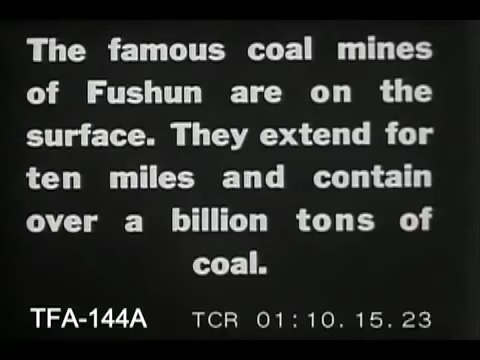 The famous coal mines
of Fushun are on the
surface. They extend for
ten miles and contain
over a billion tons of
coal.
TFA-144A TCR 01:10.15.23